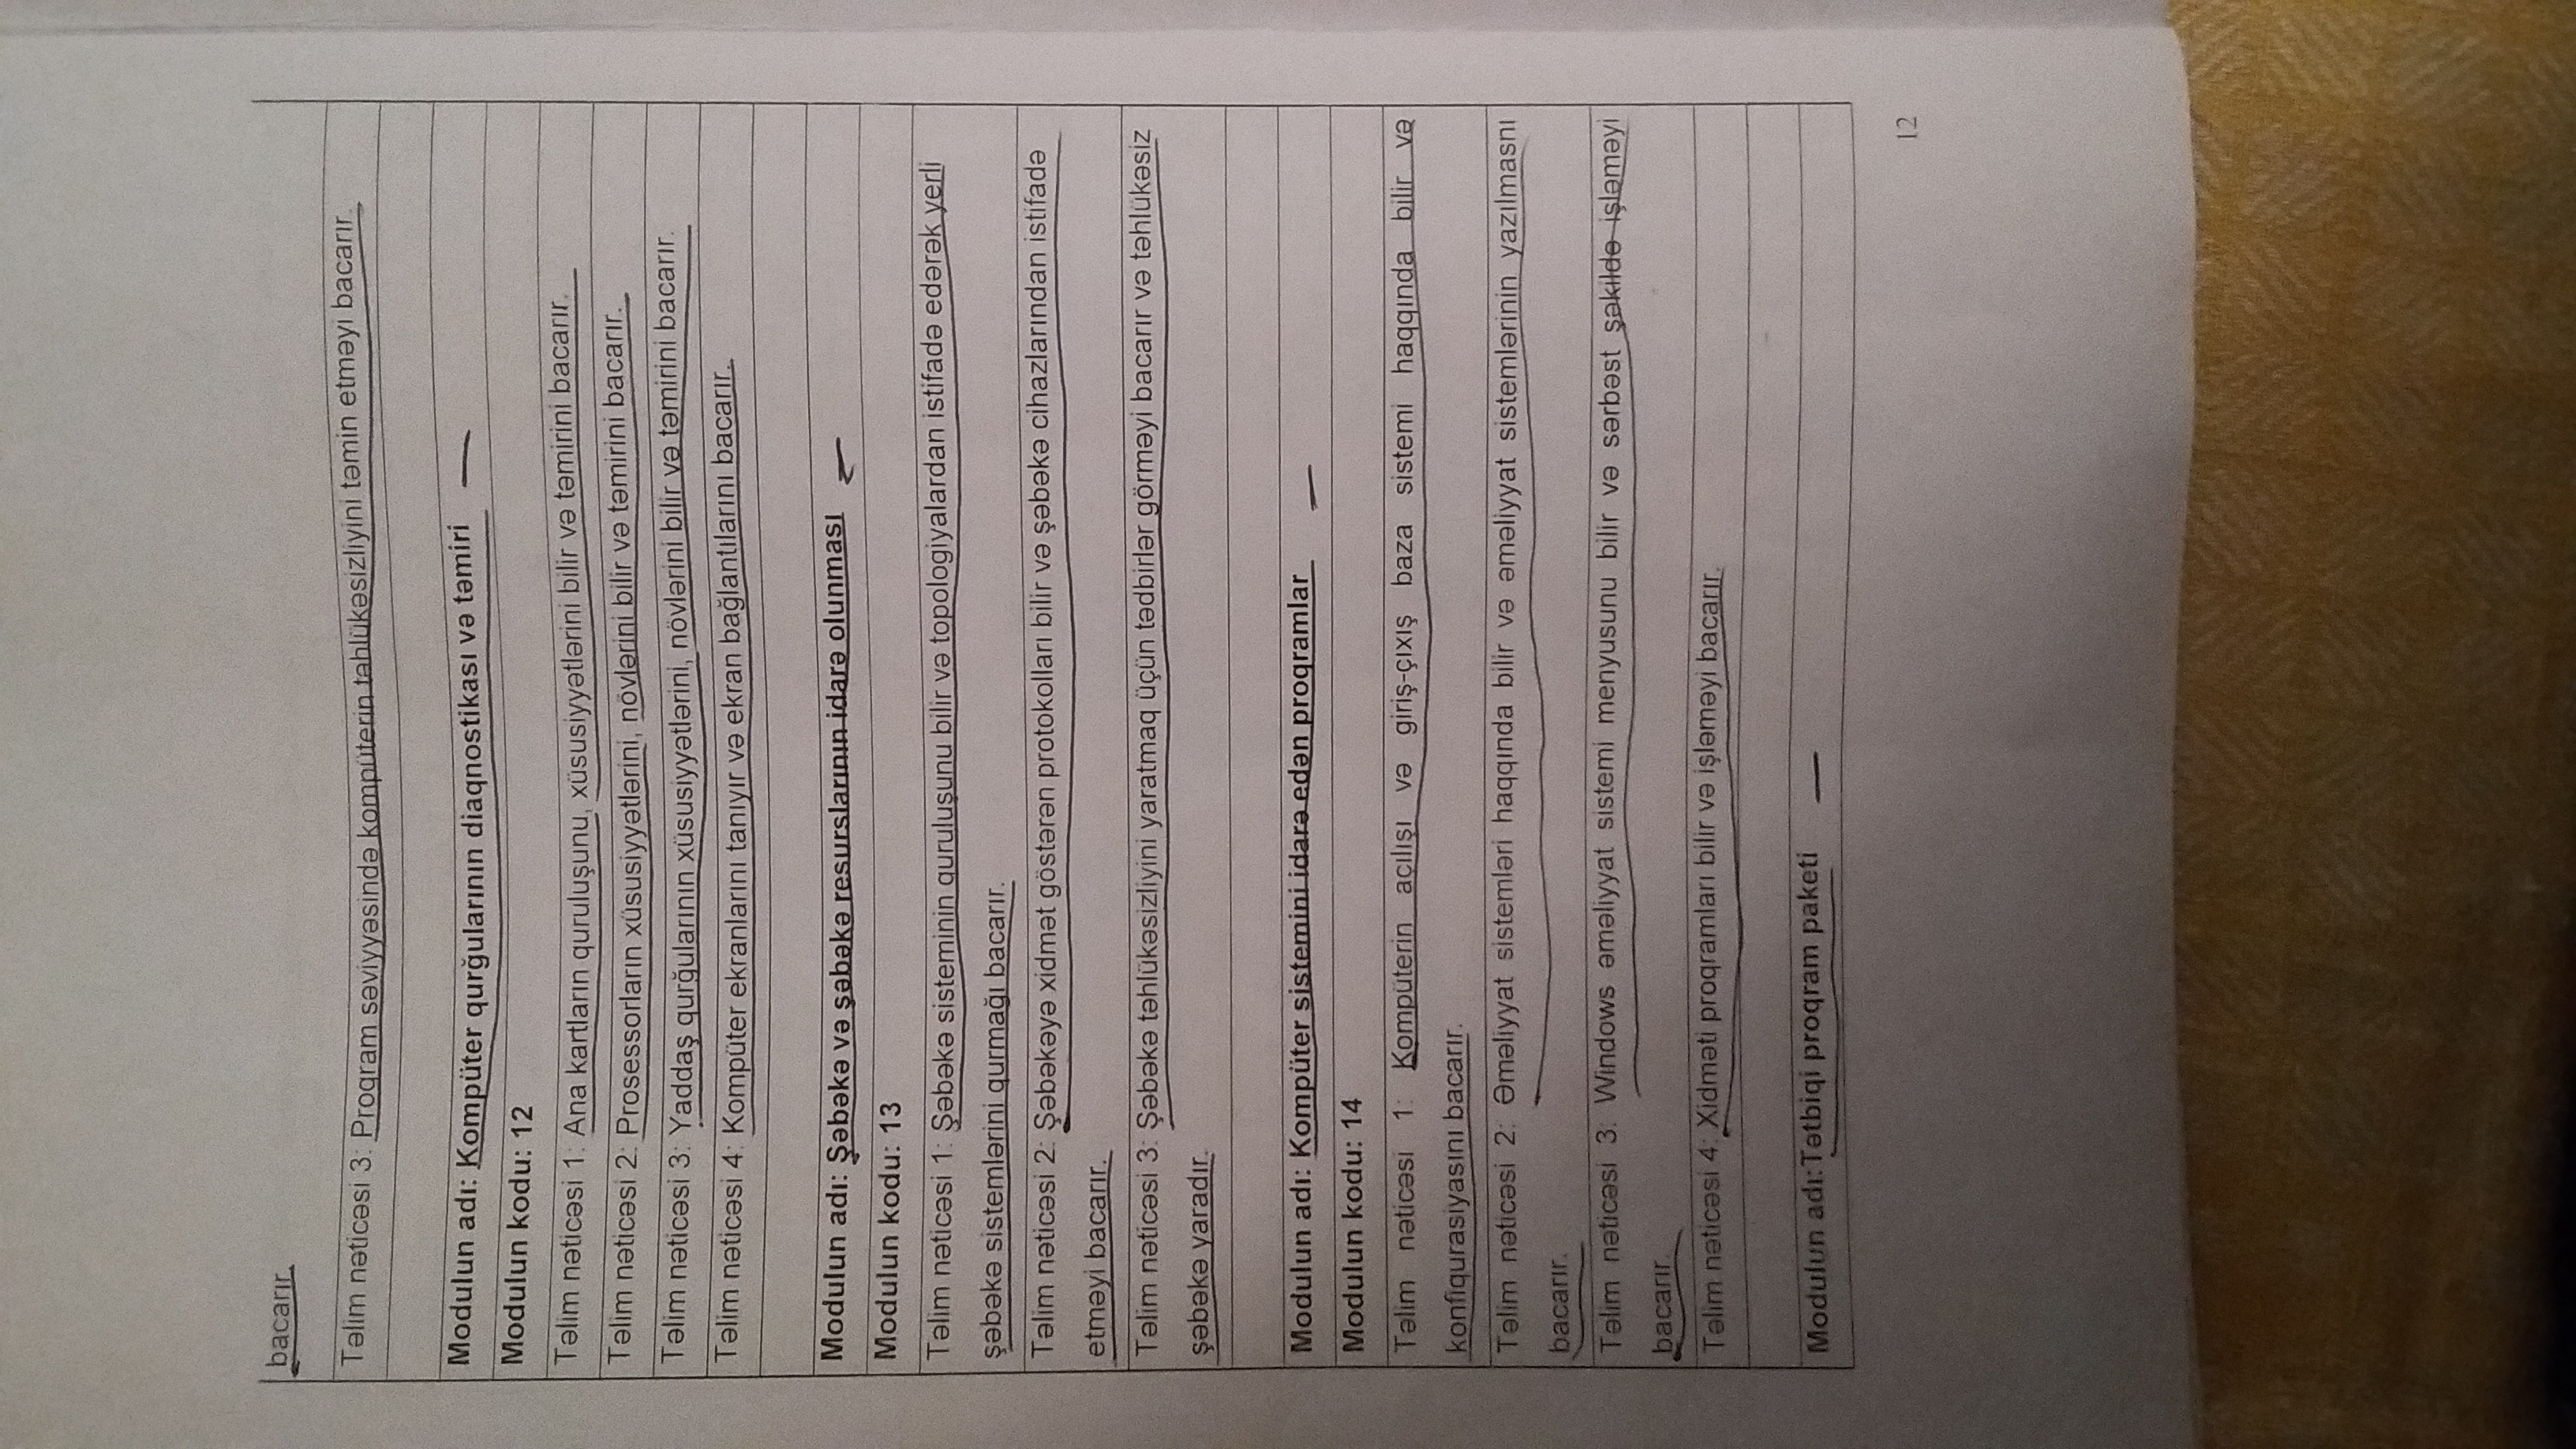 bacarır.
Təlim nəticəsi 3: Proqram səviyyəsində kompüterin təhlükəsizliyini təmin etməyi bacarır.
Modulun adı: Kompüter qurğularının diaqnostikası və təmiri
Modulun kodu: 12
Təlim nəticəsi 1: Ana kartların quruluşunu, xüsusiyyətlərini bilir və təmirini bacarır.
Təlim nəticəsi 2: Prosessorların xüsusiyyətlərini, növlərini bilir və təmirini bacarır.
Təlim nəticəsi 3: Yaddaş qurğularının xüsusiyyətlərini, növlərini bilir və təmirini bacarır.
Təlim nəticəsi 4: Kompüter ekranlarını tanıyır və ekran bağlantılarını bacarır.
Modulun adı: Şəbəkə və şəbəkə resurslarının idarə olunması
Modulun kodu: 13
Təlim nəticəsi 1: Şəbəkə sisteminin quruluşunu bilir və topologiyalardan istifadə edərək yerli
şəbəkə sistemlərini qurmağı bacarır.
Təlim nəticəsi 2: Şəbəkəyə xidmət göstərən protokolları bilir və şəbəkə cihazlarından istifadə
etməyi bacarır.
Təlim nəticəsi 3: Şəbəkə təhlükəsizliyini yaratmaq üçün tədbirlər görməyi bacarır və təhlükəsiz
şəbəkə yaradır.
Modulun adı: Kompüter sistemini idarə edən proqramlar
Modulun kodu: 14
Təlim nəticəsi 1: Kompüterin açılışı və giriş-çıxış baza sistemi haqqında bilir və
konfiqurasiyasını bacarır.
Təlim nəticəsi 2: Əməliyyat sistemləri haqqında bilir və əməliyyat sistemlərinin yazılmasnı
bacarır.
Təlim nəticəsi 3: Windows əməliyyat sistemi menyusunu bilir və sərbəst şəkildə işləməyi
bacarır.
Təlim nəticəsi 4: Xidməti proqramları bilir və işləməyi bacarır.
Modulun adı:Tətbiqi proqram paketi
12